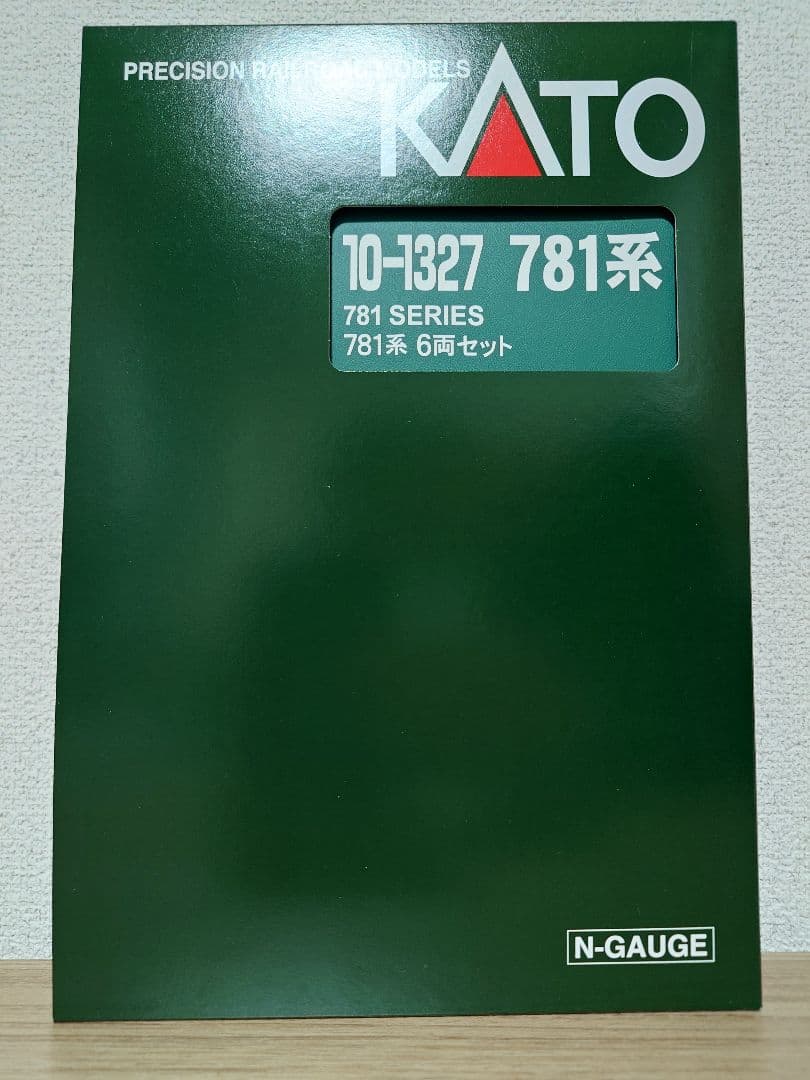 PRECISION RAILROAD MODELS
KATO
10-1327 781系
781 SERIES
781系 6両セット
N-GAUGE